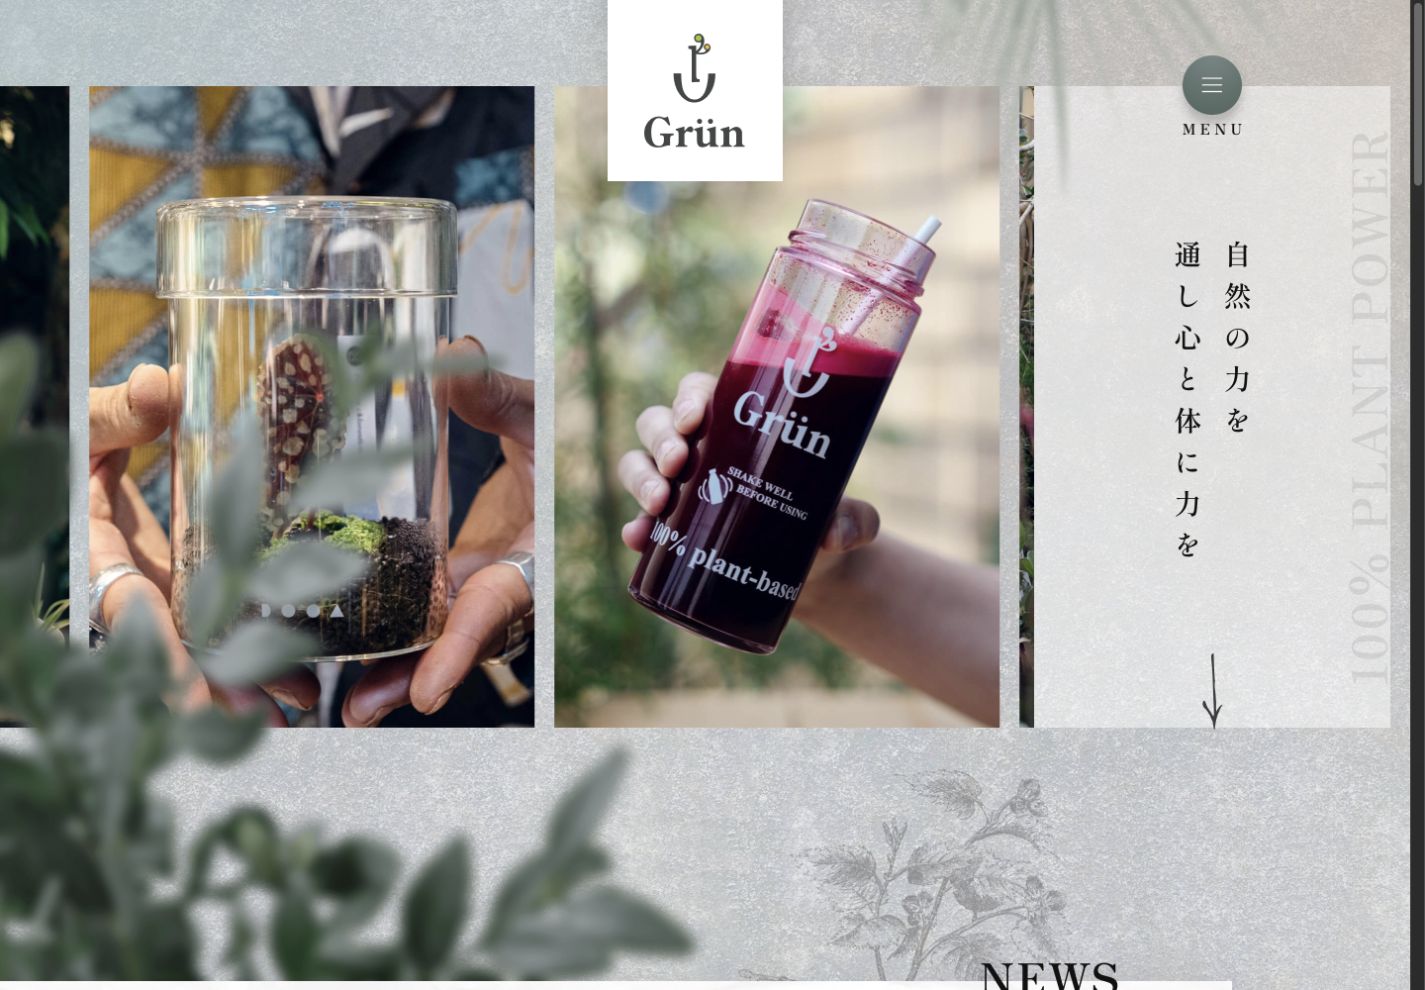 Grün
MENU
自然の力を
通し心と体に力を
100% PLANT POWER
Grün
SHAKE WELL
BEFORE USING
100% plant-based
NEWS